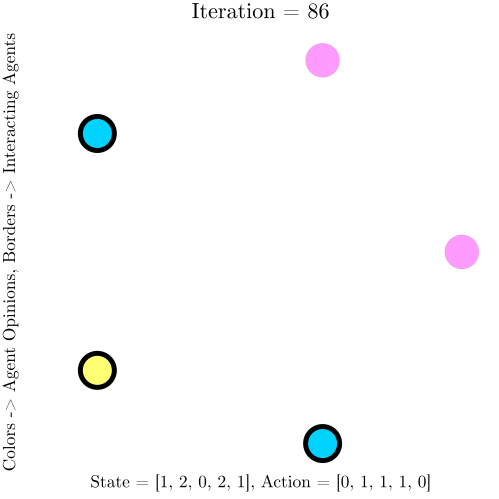 Iteration = 86
Colors -> Agent Opinions, Borders -> Interacting Agents
State = [1, 2, 0, 2, 1], Action = [0, 1, 1, 1, 0]